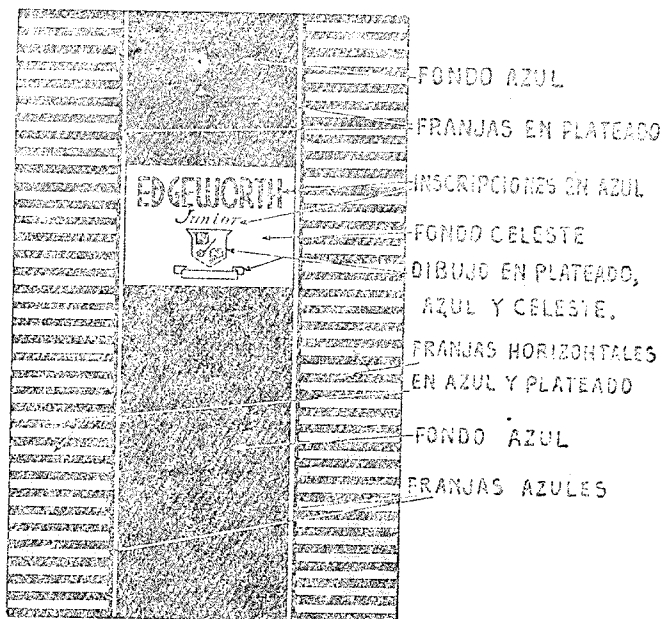 FONDO AZUL
FRANJAS EN PLATEADO
EDGEWORTH
Junior
INSCRIPCIONES EN AZUL
FONDO CELESTE
DIBUJO EN PLATEADO,
AZUL Y CELESTE.
FRANJAS HORIZONTALES
EN AZUL Y PLATEADO
FONDO AZUL
FRANJAS AZULES